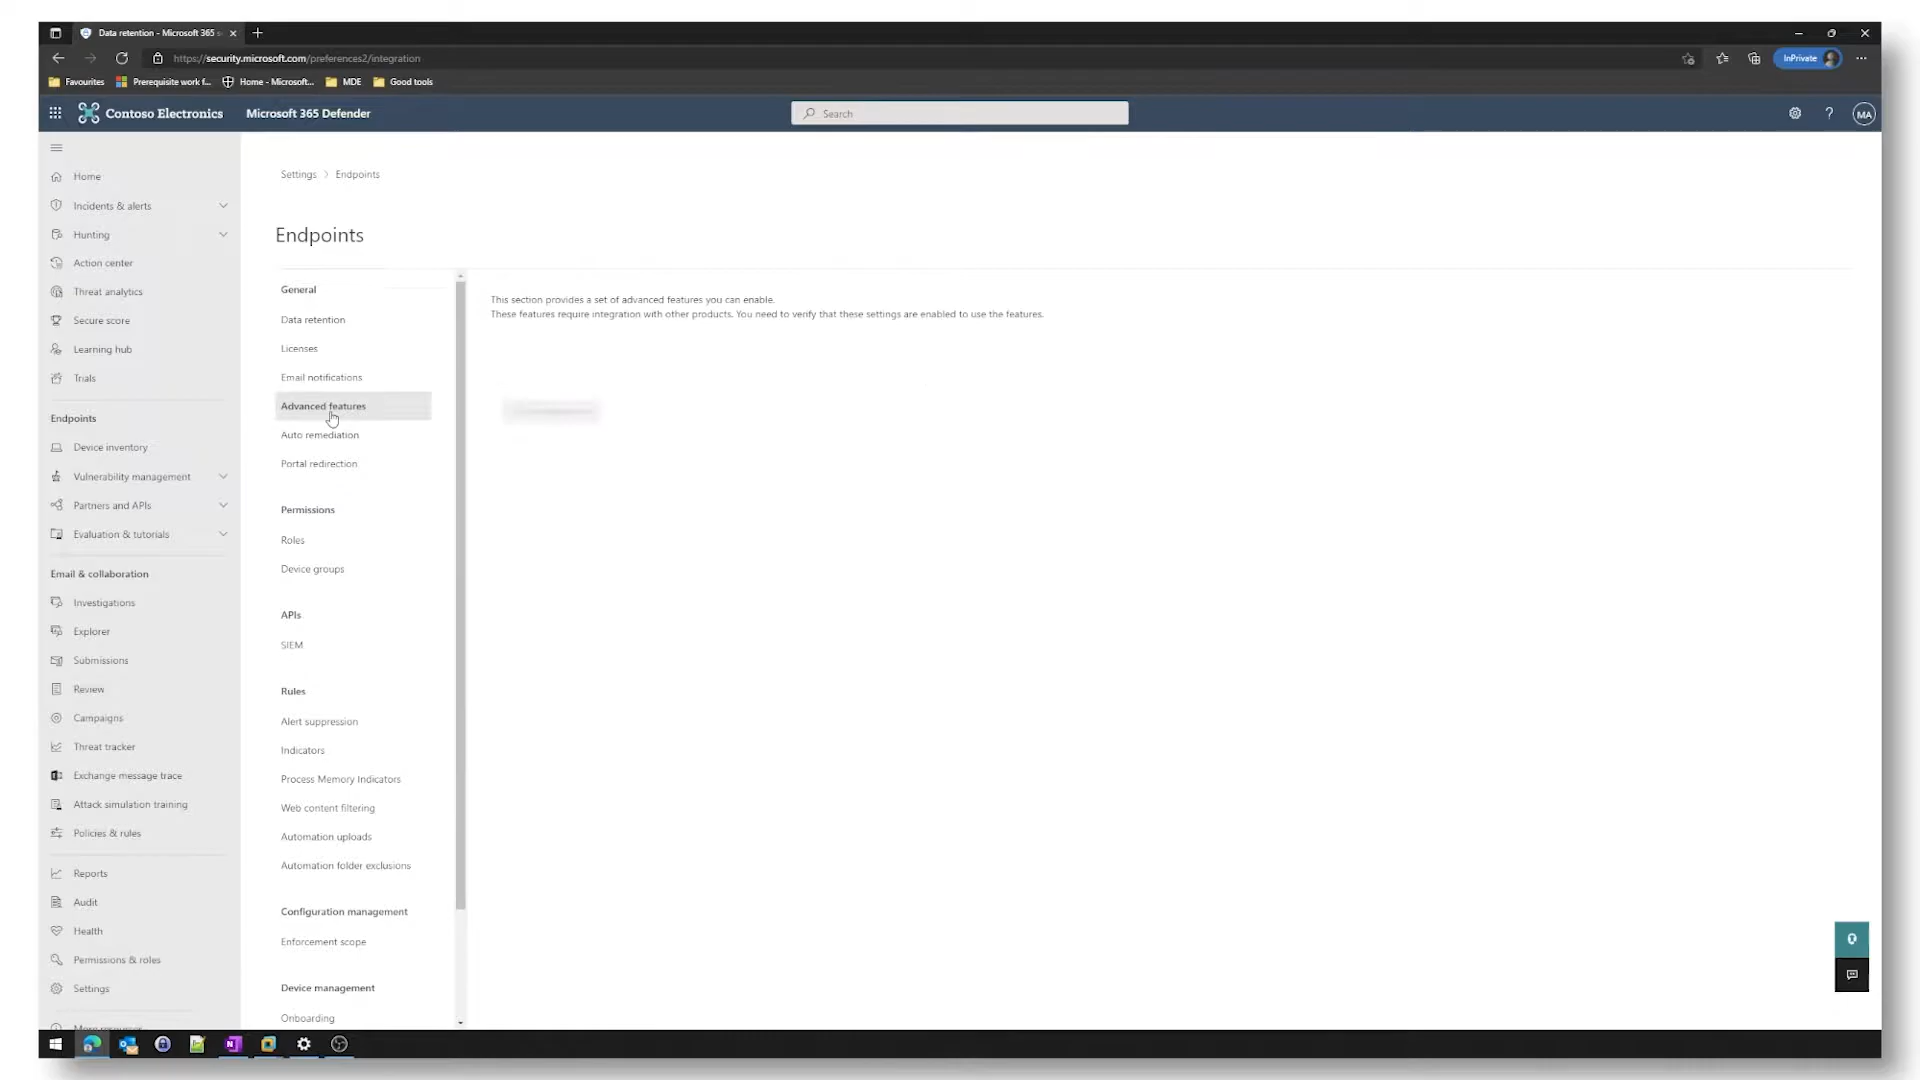 Data retention - Microsoft 365 s
https://security.microsoft.com/preferences2/integration
InPrivate
Favourites
Prerequisite work f...
Home - Microsoft...
MDE
Good tools
Contoso Electronics
Microsoft 365 Defender
Search
MA
Home
Incidents & alerts
Hunting
Action center
Threat analytics
Secure score
Learning hub
Trials
Endpoints
Device inventory
Vulnerability management
Partners and APIs
Evaluation & tutorials
Email & collaboration
Investigations
Explorer
Submissions
Review
Campaigns
Threat tracker
Exchange message trace
Attack simulation training
Policies & rules
Reports
Audit
Health
Permissions & roles
Settings
More resources
Settings > Endpoints
Endpoints
General
Data retention
Licenses
Email notifications
Advanced features
Auto remediation
Portal redirection
Permissions
Roles
Device groups
APIs
SIEM
Rules
Alert suppression
Indicators
Process Memory Indicators
Web content filtering
Automation uploads
Automation folder exclusions
Configuration management
Enforcement scope
Device management
Onboarding
This section provides a set of advanced features you can enable.
These features require integration with other products. You need to verify that these settings are enabled to use the features.